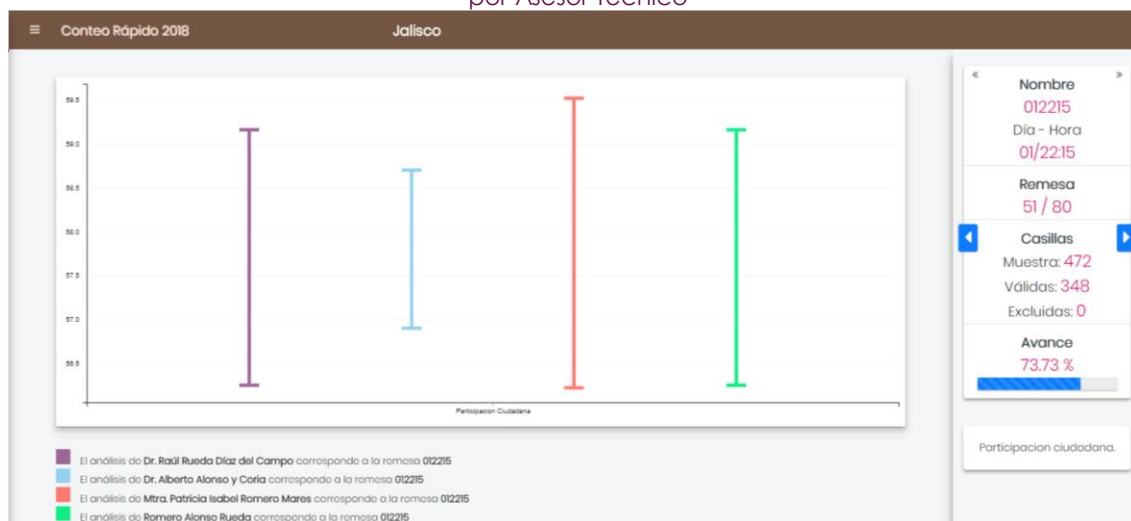 por Asesor Técnico
Conteo Rápido 2018
Jalisco
59.5
59.0
58.5
58.0
57.5
57.0
56.5
Participacion Ciudadana
« Nombre »
012215
Día - Hora
01/22:15
Remesa
51 / 80
Casillas
Muestra: 472
Válidas: 348
Excluidas: 0
Avance
73.73 %
Participacion ciudadana.
El análisis de Dr. Raúl Rueda Díaz del Campo corresponde a la remesa 012215
El análisis de Dr. Alberto Alonso y Coria corresponde a la remesa 012215
El análisis de Mtra. Patricia Isabel Romero Mares corresponde a la remesa 012215
El análisis de Romero Alonso Rueda corresponde a la remesa 012215